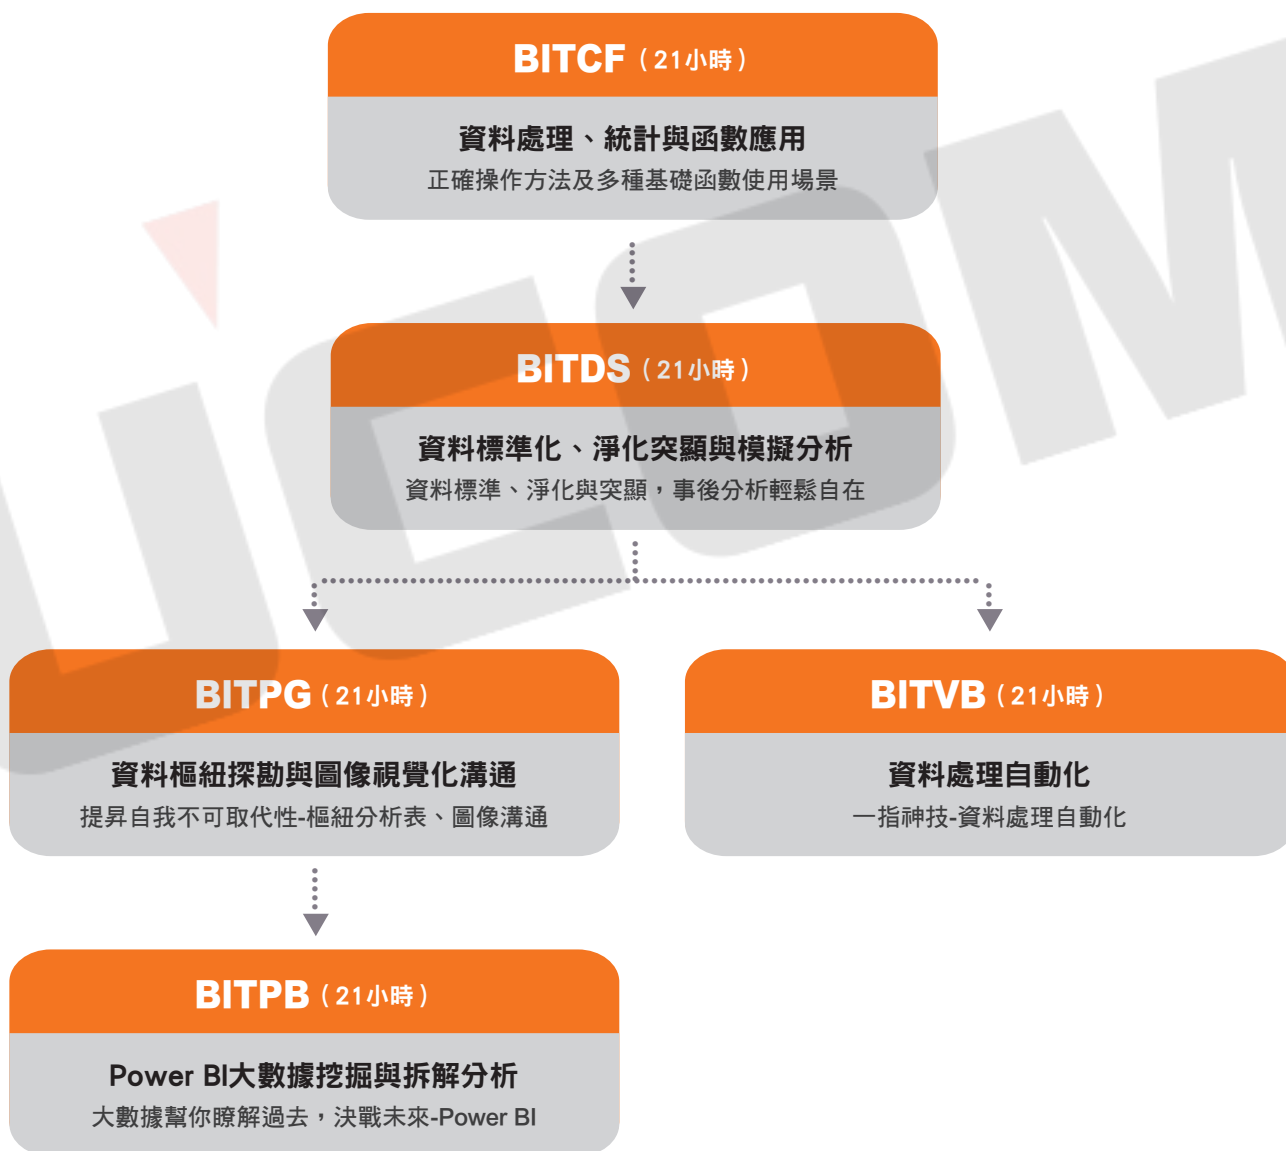 BITCF（21小時）
資料處理、統計與函數應用
正確操作方法及多種基礎函數使用場景
BITDS（21小時）
資料標準化、淨化突顯與模擬分析
資料標準、淨化與突顯，事後分析輕鬆自在
BITPG（21小時）
資料樞紐探勘與圖像視覺化溝通
提昇自我不可取代性-樞紐分析表、圖像溝通
BITVB（21小時）
資料處理自動化
一指神技-資料處理自動化
BITPB（21小時）
Power BI大數據挖掘與拆解分析
大數據幫你瞭解過去，決戰未來-Power BI
UCOM